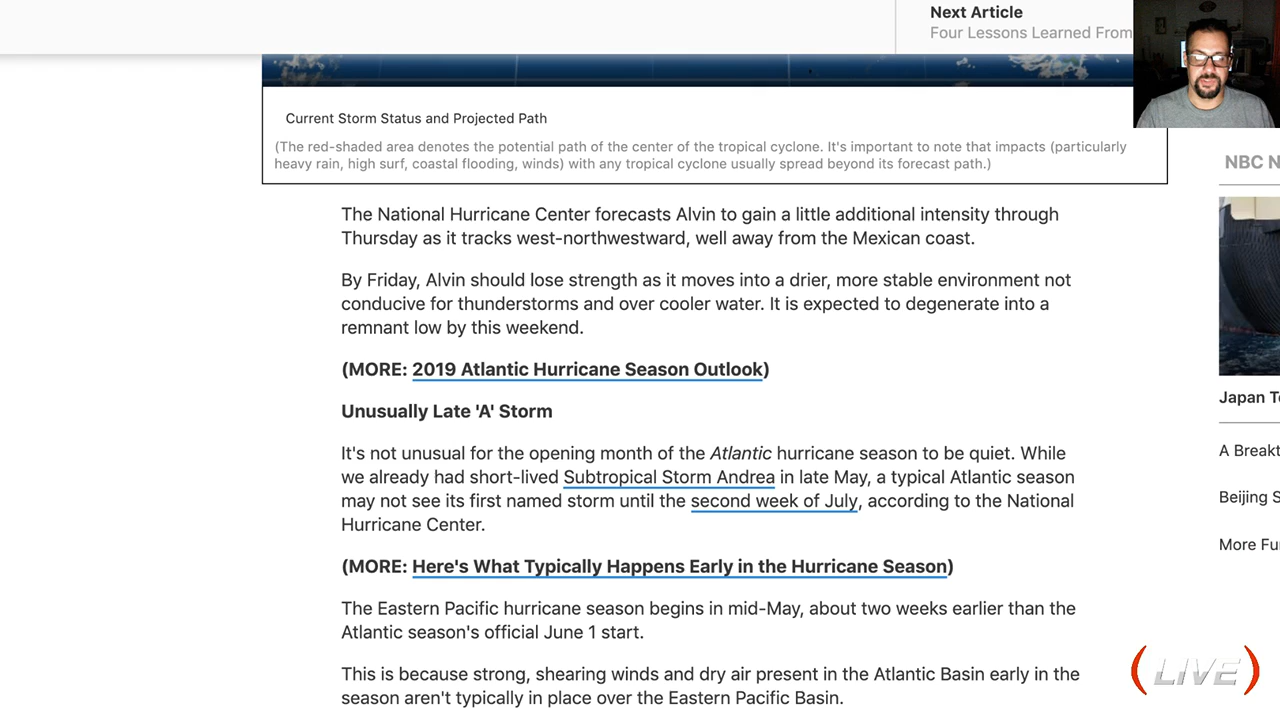 Next Article
Four Lessons Learned From
Current Storm Status and Projected Path
(The red-shaded area denotes the potential path of the center of the tropical cyclone. It's important to note that impacts (particularly
heavy rain, high surf, coastal flooding, winds) with any tropical cyclone usually spread beyond its forecast path.)
NBC N
The National Hurricane Center forecasts Alvin to gain a little additional intensity through
Thursday as it tracks west-northwestward, well away from the Mexican coast.
By Friday, Alvin should lose strength as it moves into a drier, more stable environment not
conducive for thunderstorms and over cooler water. It is expected to degenerate into a
remnant low by this weekend.
(MORE: 2019 Atlantic Hurricane Season Outlook)
Unusually Late 'A' Storm
It's not unusual for the opening month of the Atlantic hurricane season to be quiet. While
we already had short-lived Subtropical Storm Andrea in late May, a typical Atlantic season
may not see its first named storm until the second week of July, according to the National
Hurricane Center.
(MORE: Here's What Typically Happens Early in the Hurricane Season)
The Eastern Pacific hurricane season begins in mid-May, about two weeks earlier than the
Atlantic season's official June 1 start.
This is because strong, shearing winds and dry air present in the Atlantic Basin early in the
season aren't typically in place over the Eastern Pacific Basin.
Japan T
A Breakt
Beijing S
More Fu
(LIVE)